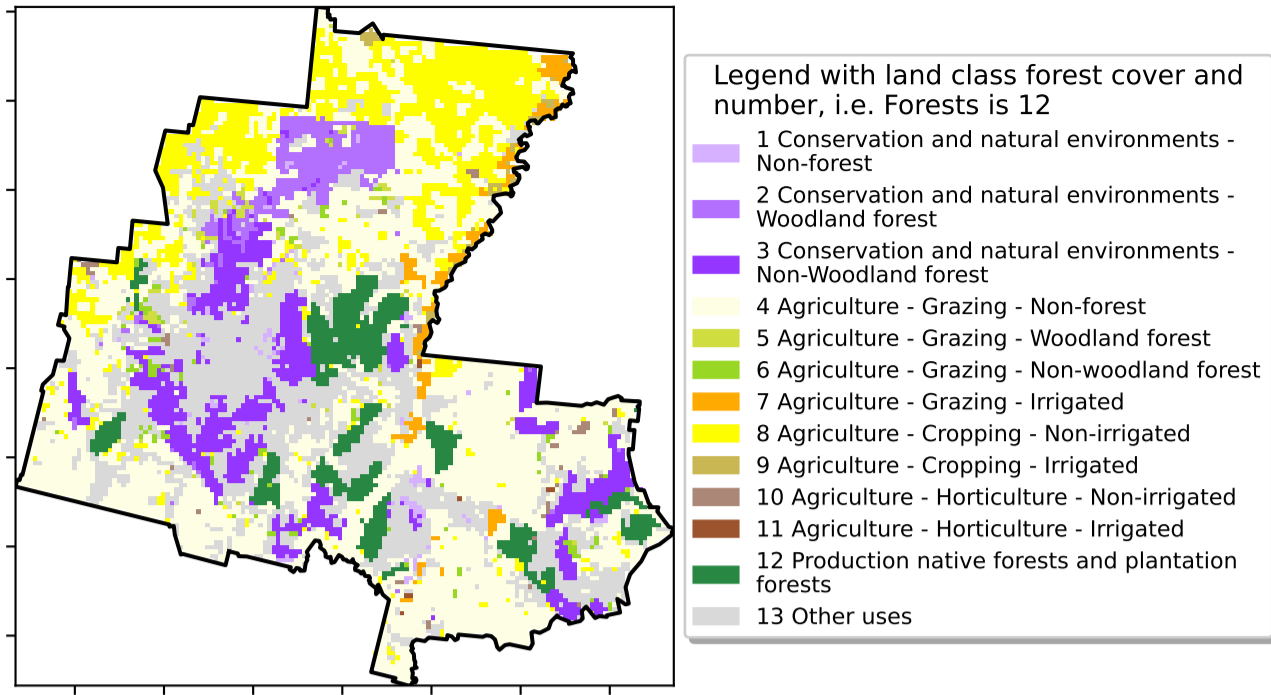 Legend with land class forest cover and
number, i.e. Forests is 12
1 Conservation and natural environments -
Non-forest
2 Conservation and natural environments -
Woodland forest
3 Conservation and natural environments -
Non-Woodland forest
4 Agriculture - Grazing - Non-forest
5 Agriculture - Grazing - Woodland forest
6 Agriculture - Grazing - Non-woodland forest
7 Agriculture - Grazing - Irrigated
8 Agriculture - Cropping - Non-irrigated
9 Agriculture - Cropping - Irrigated
10 Agriculture - Horticulture - Non-irrigated
11 Agriculture - Horticulture - Irrigated
12 Production native forests and plantation
forests
13 Other uses